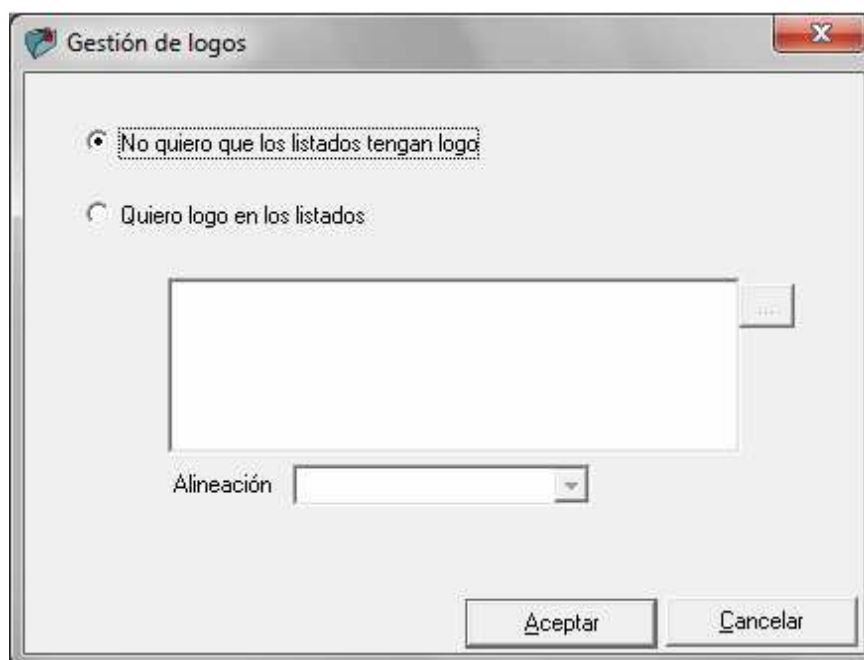 Gestión de logos
No quiero que los listados tengan logo
Quiero logo en los listados
...
Alineación
Aceptar
Cancelar